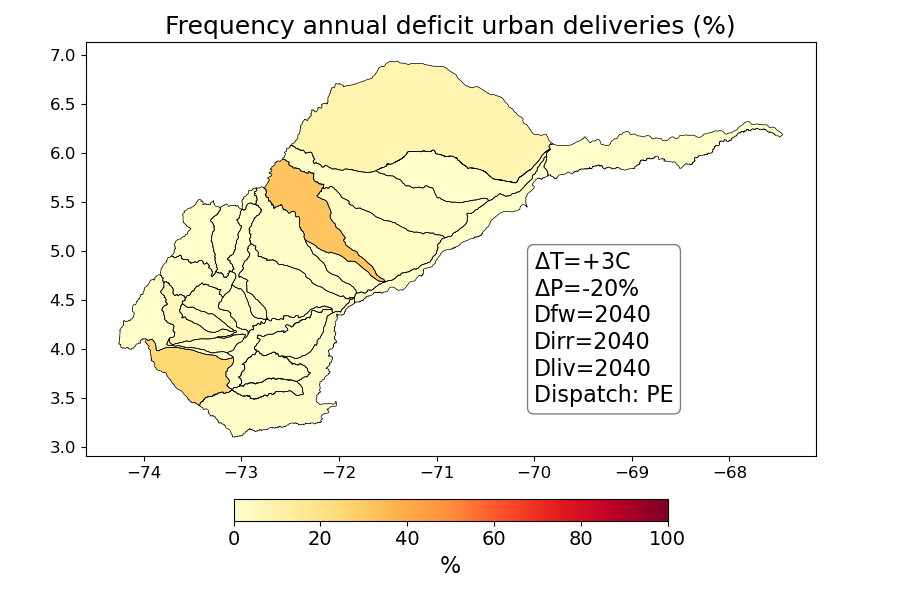 Frequency annual deficit urban deliveries (%)
7.0
6.5
6.0
5.5
5.0
4.5
4.0
3.5
3.0
ΔT=+3C
ΔP=-20%
Dfw=2040
Dirr=2040
Dliv=2040
Dispatch: PE
−74 −73 −72 −71 −70 −69 −68
0 20 40 60 80 100
%